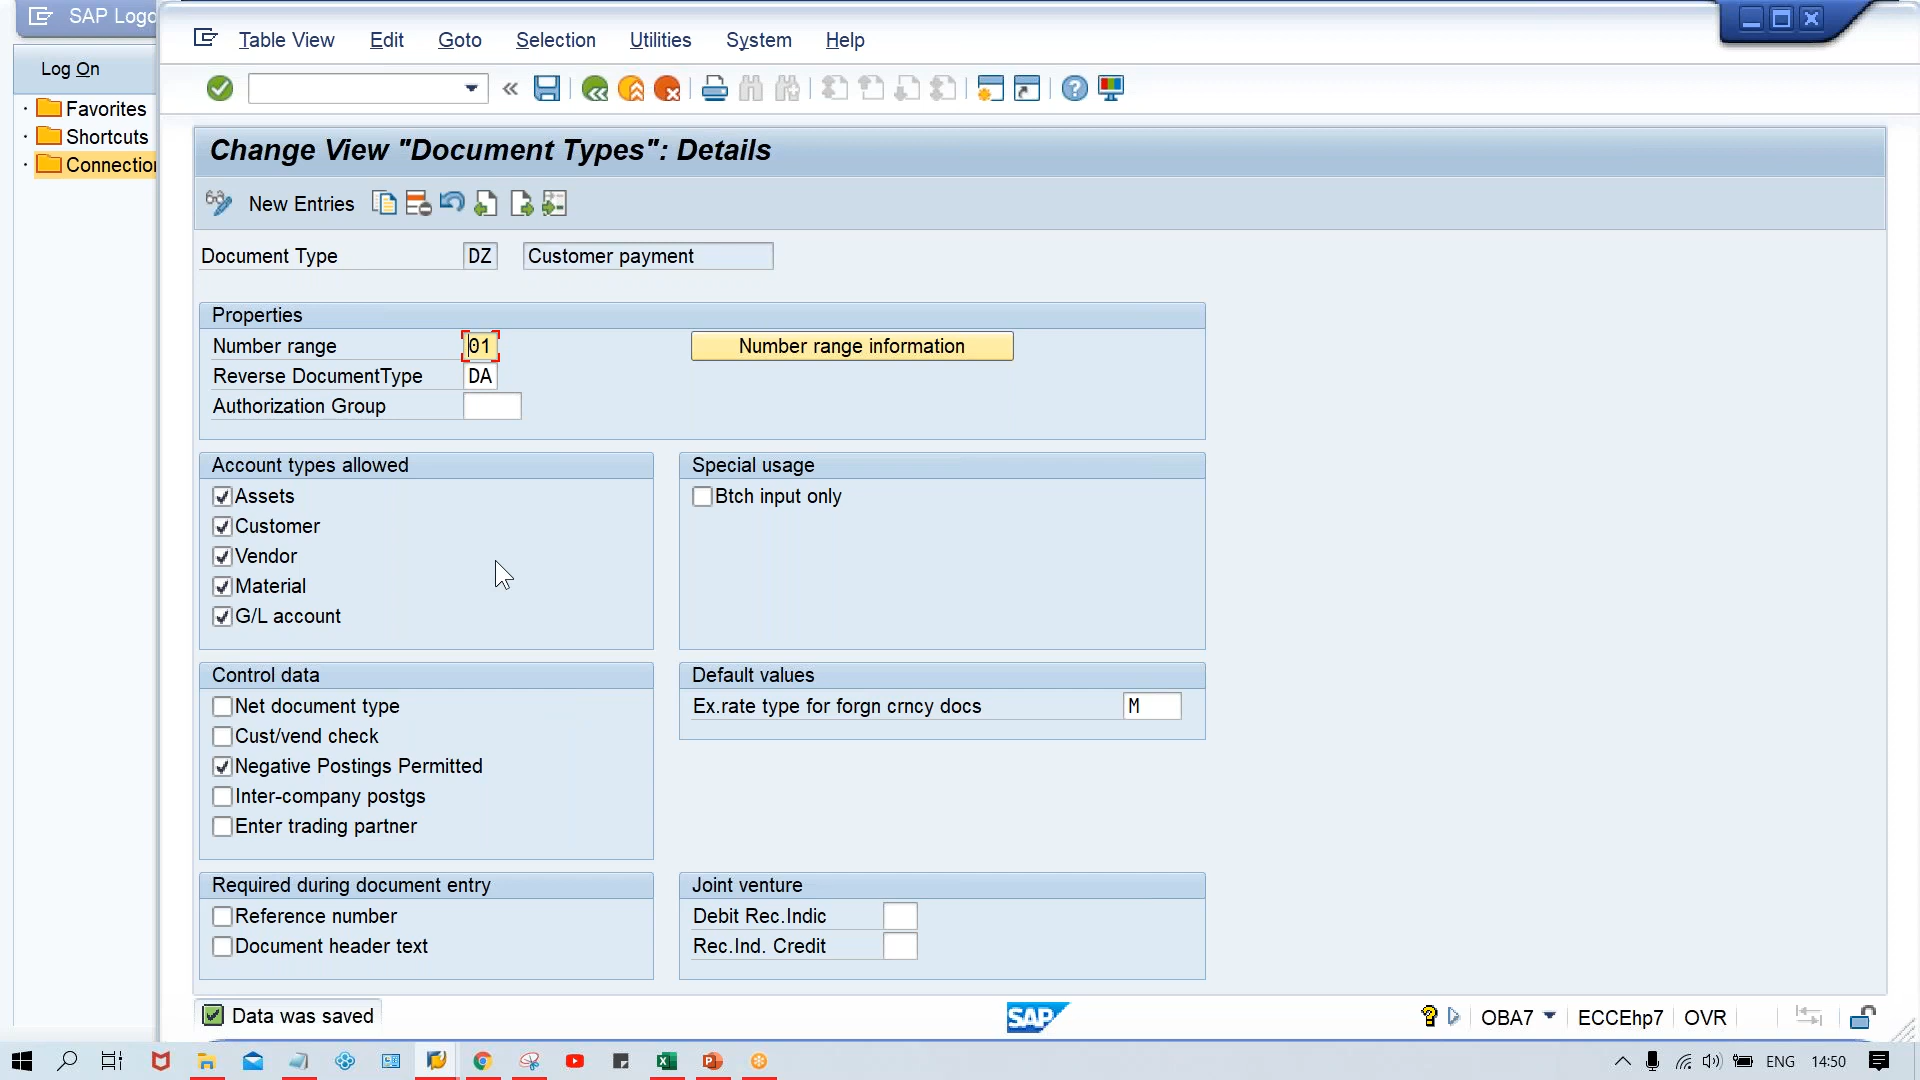 SAP Logo
Table View Edit Goto Selection Utilities System Help
Log On
Favorites
Shortcuts
Connection
Change View "Document Types": Details
New Entries
Document Type DZ Customer payment
Properties
Number range 01 Number range information
Reverse DocumentType DA
Authorization Group
Account types allowed Special usage
Assets Btch input only
Customer
Vendor
Material
G/L account
Control data Default values
Net document type Ex.rate type for forgn crncy docs M
Cust/vend check
Negative Postings Permitted
Inter-company postgs
Enter trading partner
Required during document entry Joint venture
Reference number Debit Rec.Indic
Document header text Rec.Ind. Credit
Data was saved SAP OBA7 ECCEhp7 OVR
ENG 14:50